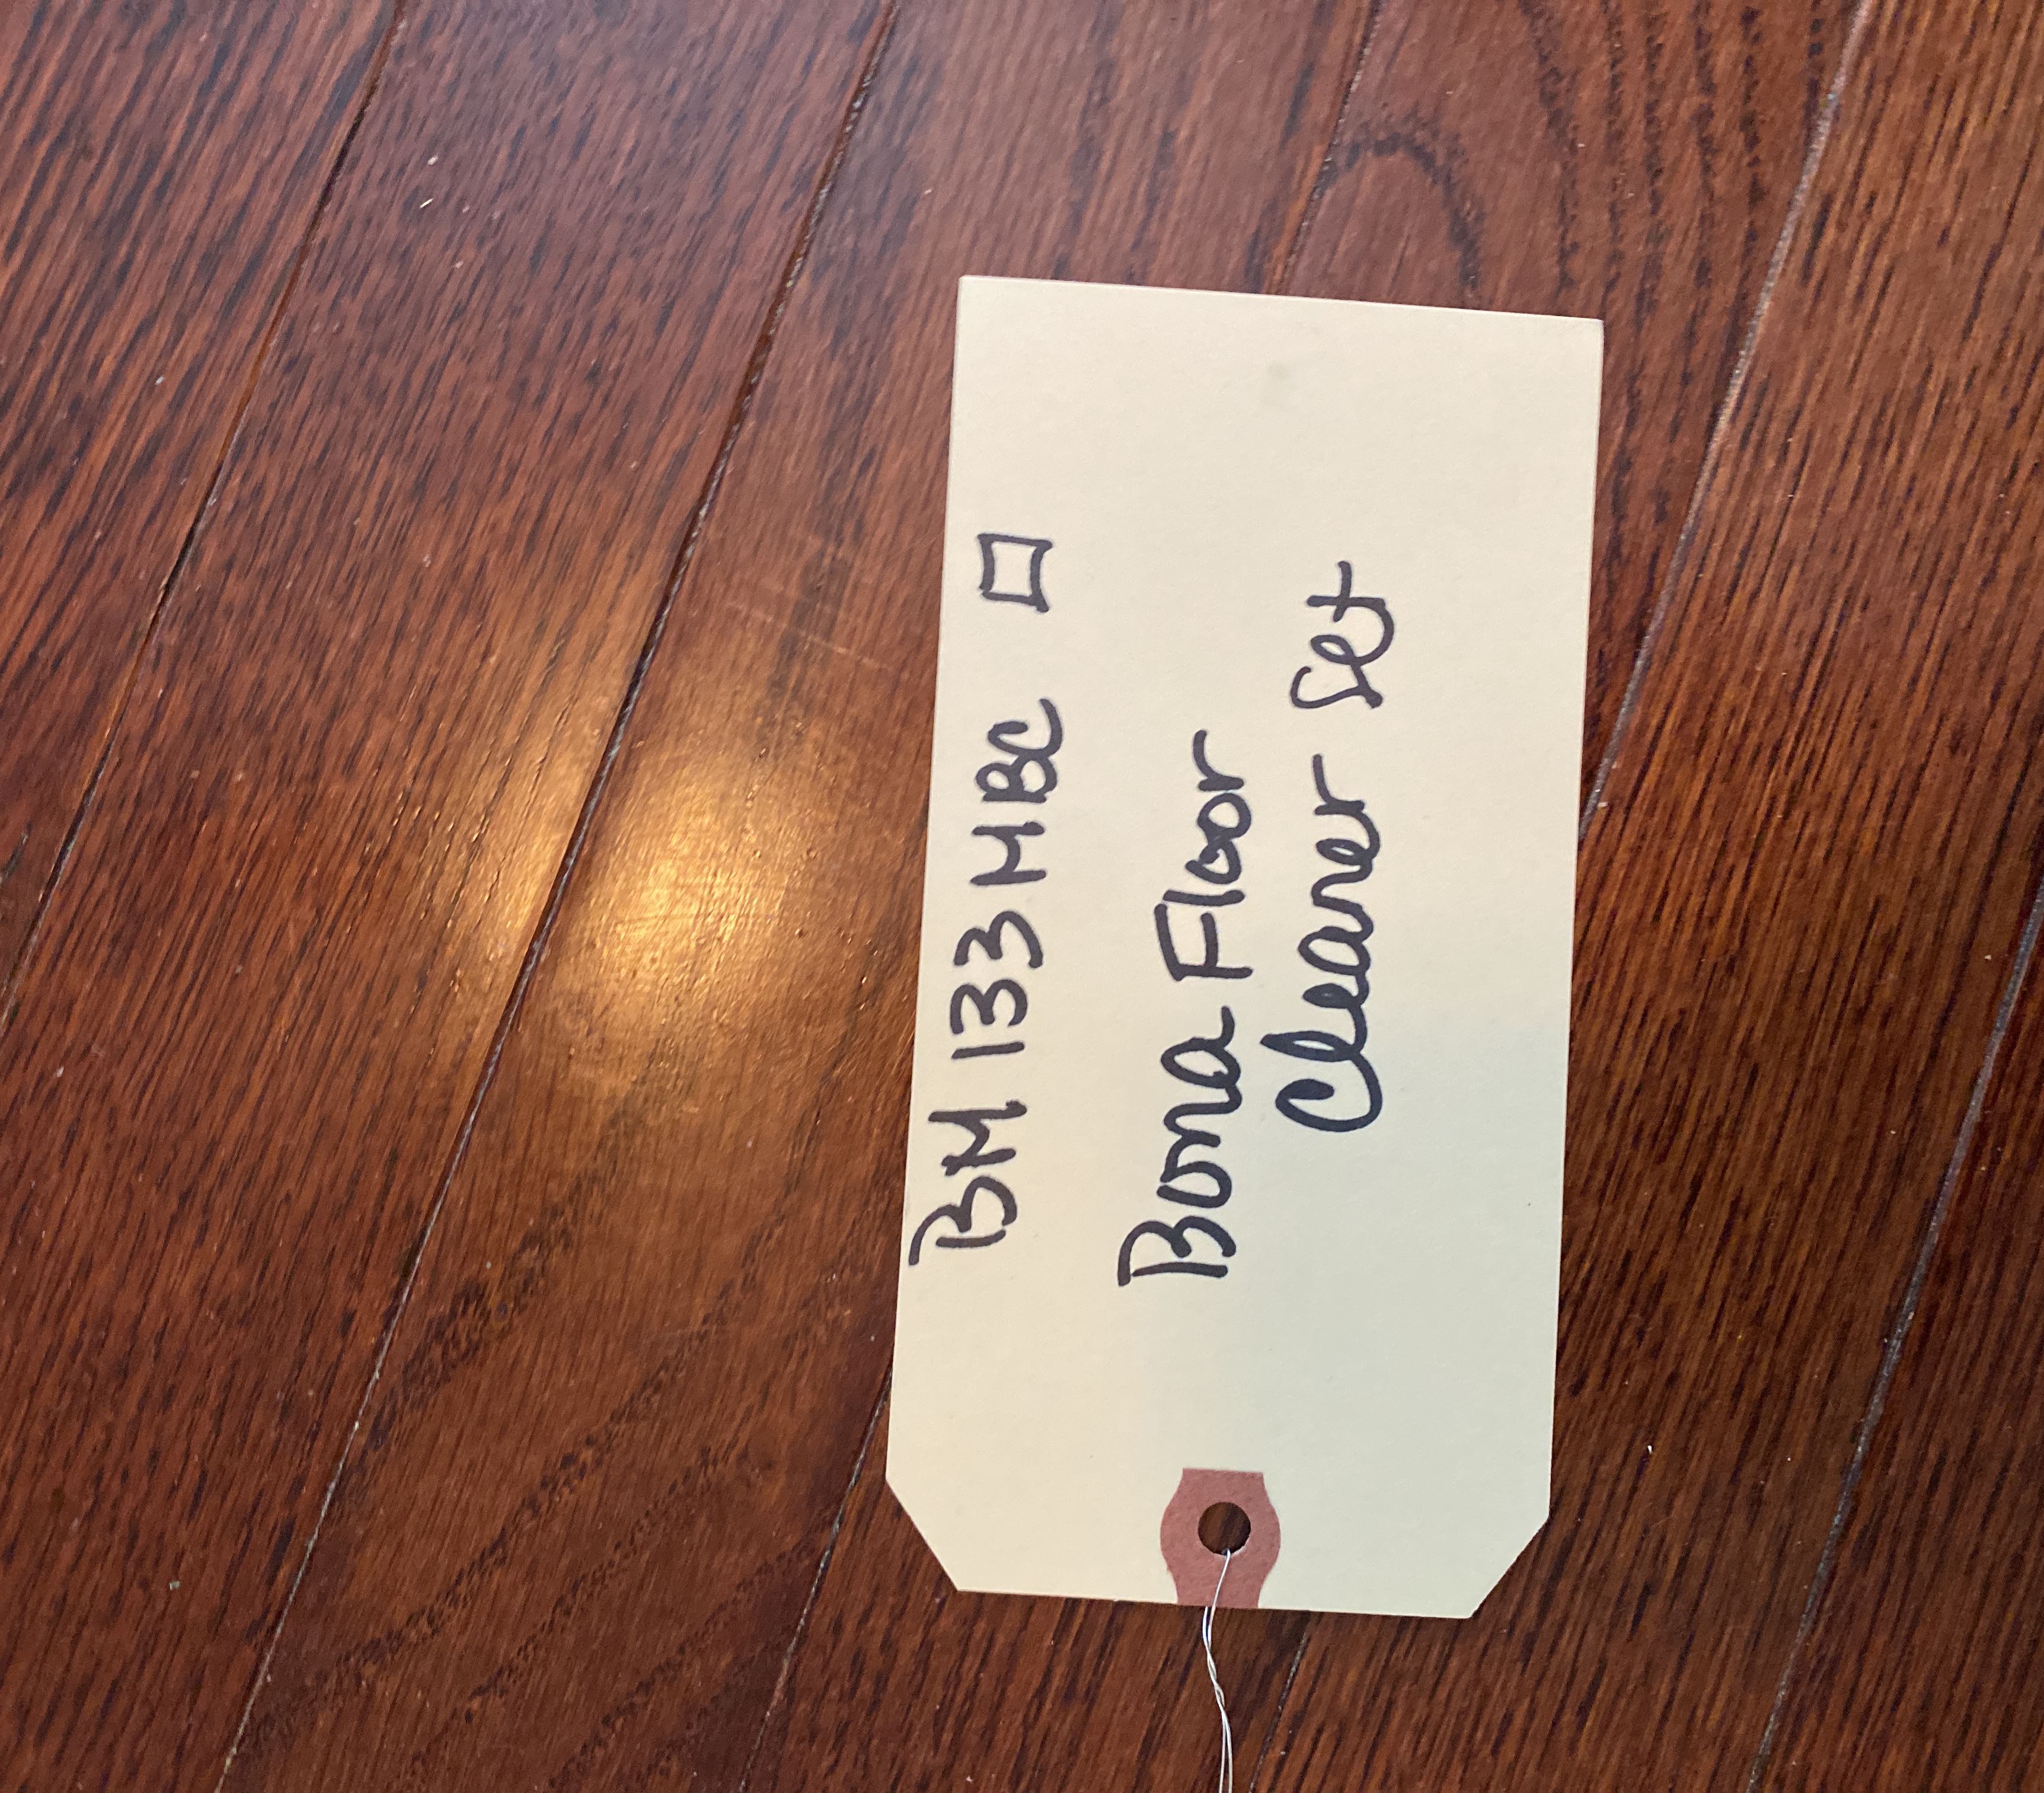 BM 133 MBC □
Bona Floor
Cleaner Set